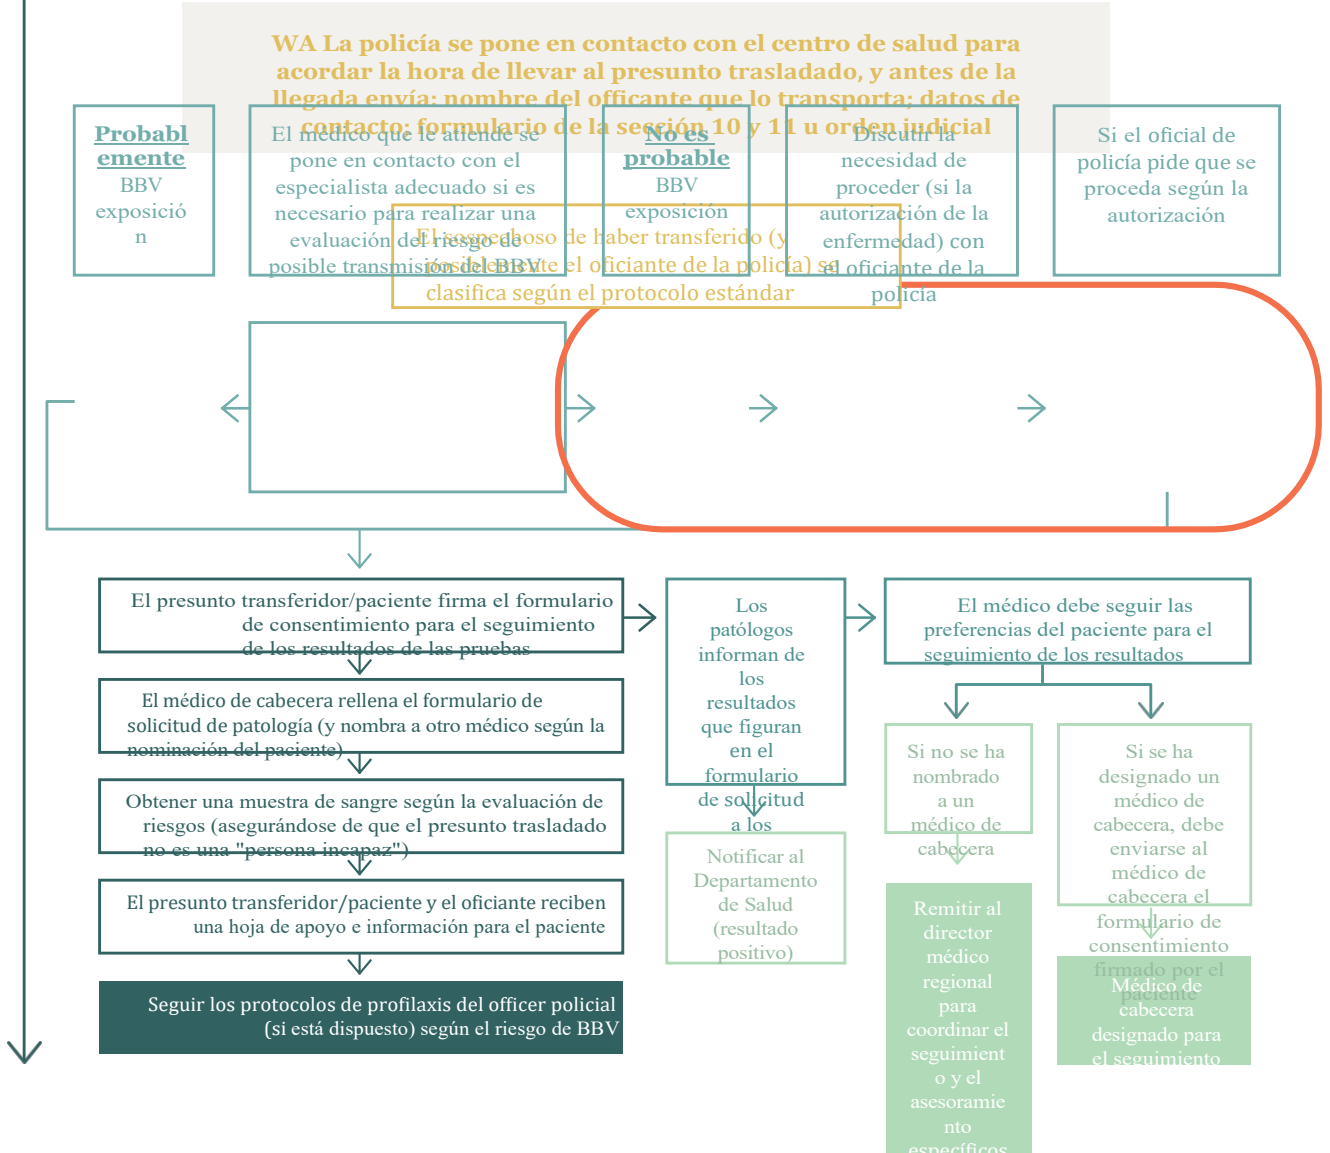 WA La policía se pone en contacto con el centro de salud para
acordar la hora de llevar al presunto trasladado, y antes de la
llegada envía: nombre del officante que lo transporta; datos de
contacto; formulario de la sección 10 y 11 u orden judicial
Probabl
emente
BBV
exposició
n
El médico que le atiende se
pone en contacto con el
especialista adecuado si es
necesario para realizar una
evaluación del riesgo de
posible transmisión del BBV
No es
probable
BBV
exposición
Discutir la
necesidad de
proceder (si la
autorización de la
enfermedad) con
el oficiante de la
policía
Si el oficial de
policía pide que se
proceda según la
autorización
El sospechoso de haber transferido (y
posiblemente el oficiante de la policía) se
clasifica según el protocolo estándar
El presunto transferidor/paciente firma el formulario
de consentimiento para el seguimiento
de los resultados de las pruebas
El médico de cabecera rellena el formulario de
solicitud de patología (y nombra a otro médico según la
nominación del paciente)
Obtener una muestra de sangre según la evaluación de
riesgos (asegurándose de que el presunto trasladado
no es una "persona incapaz")
El presunto transferidor/paciente y el oficiante reciben
una hoja de apoyo e información para el paciente
Seguir los protocolos de profilaxis del officer policial
(si está dispuesto) según el riesgo de BBV
Los
patólogos
informan de
los
resultados
que figuran
en el
formulario
de solicitud
a los
Notificar al
Departamento
de Salud
(resultado
positivo)
El médico debe seguir las
preferencias del paciente para el
seguimiento de los resultados
Si no se ha
nombrado
a un
médico de
cabecera
Remitir al
director
médico
regional
para
coordinar el
seguimient
o y el
asesoramie
nto
específicos
Si se ha
designado un
médico de
cabecera, debe
enviarse al
médico de
cabecera el
formulario de
consentimiento
firmado por el
paciente
Médico de
cabecera
designado para
el seguimiento